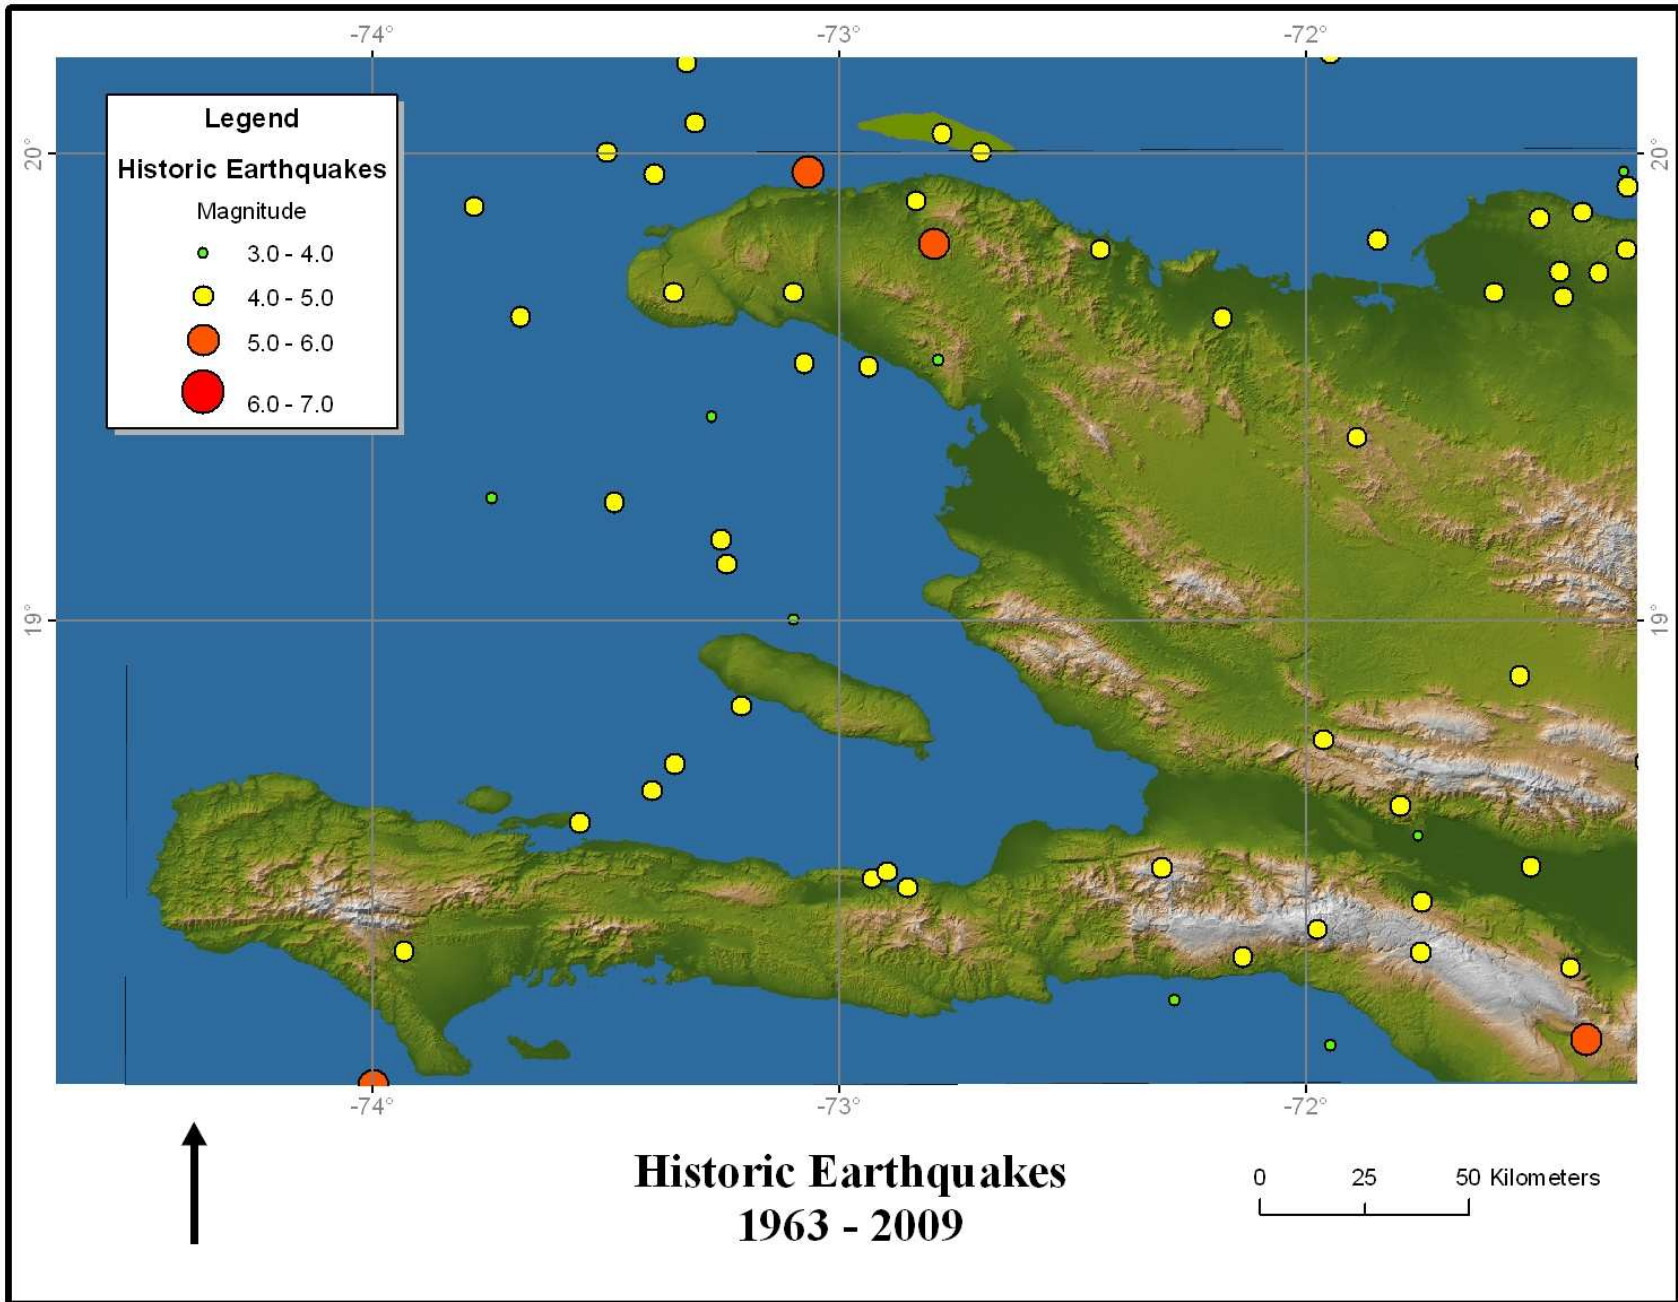 -74° -73° -72°
Legend
Historic Earthquakes
Magnitude
3.0 - 4.0
4.0 - 5.0
5.0 - 6.0
6.0 - 7.0
20° 20°
19° 19°
-74° -73° -72°
Historic Earthquakes
1963 - 2009
0 25 50 Kilometers